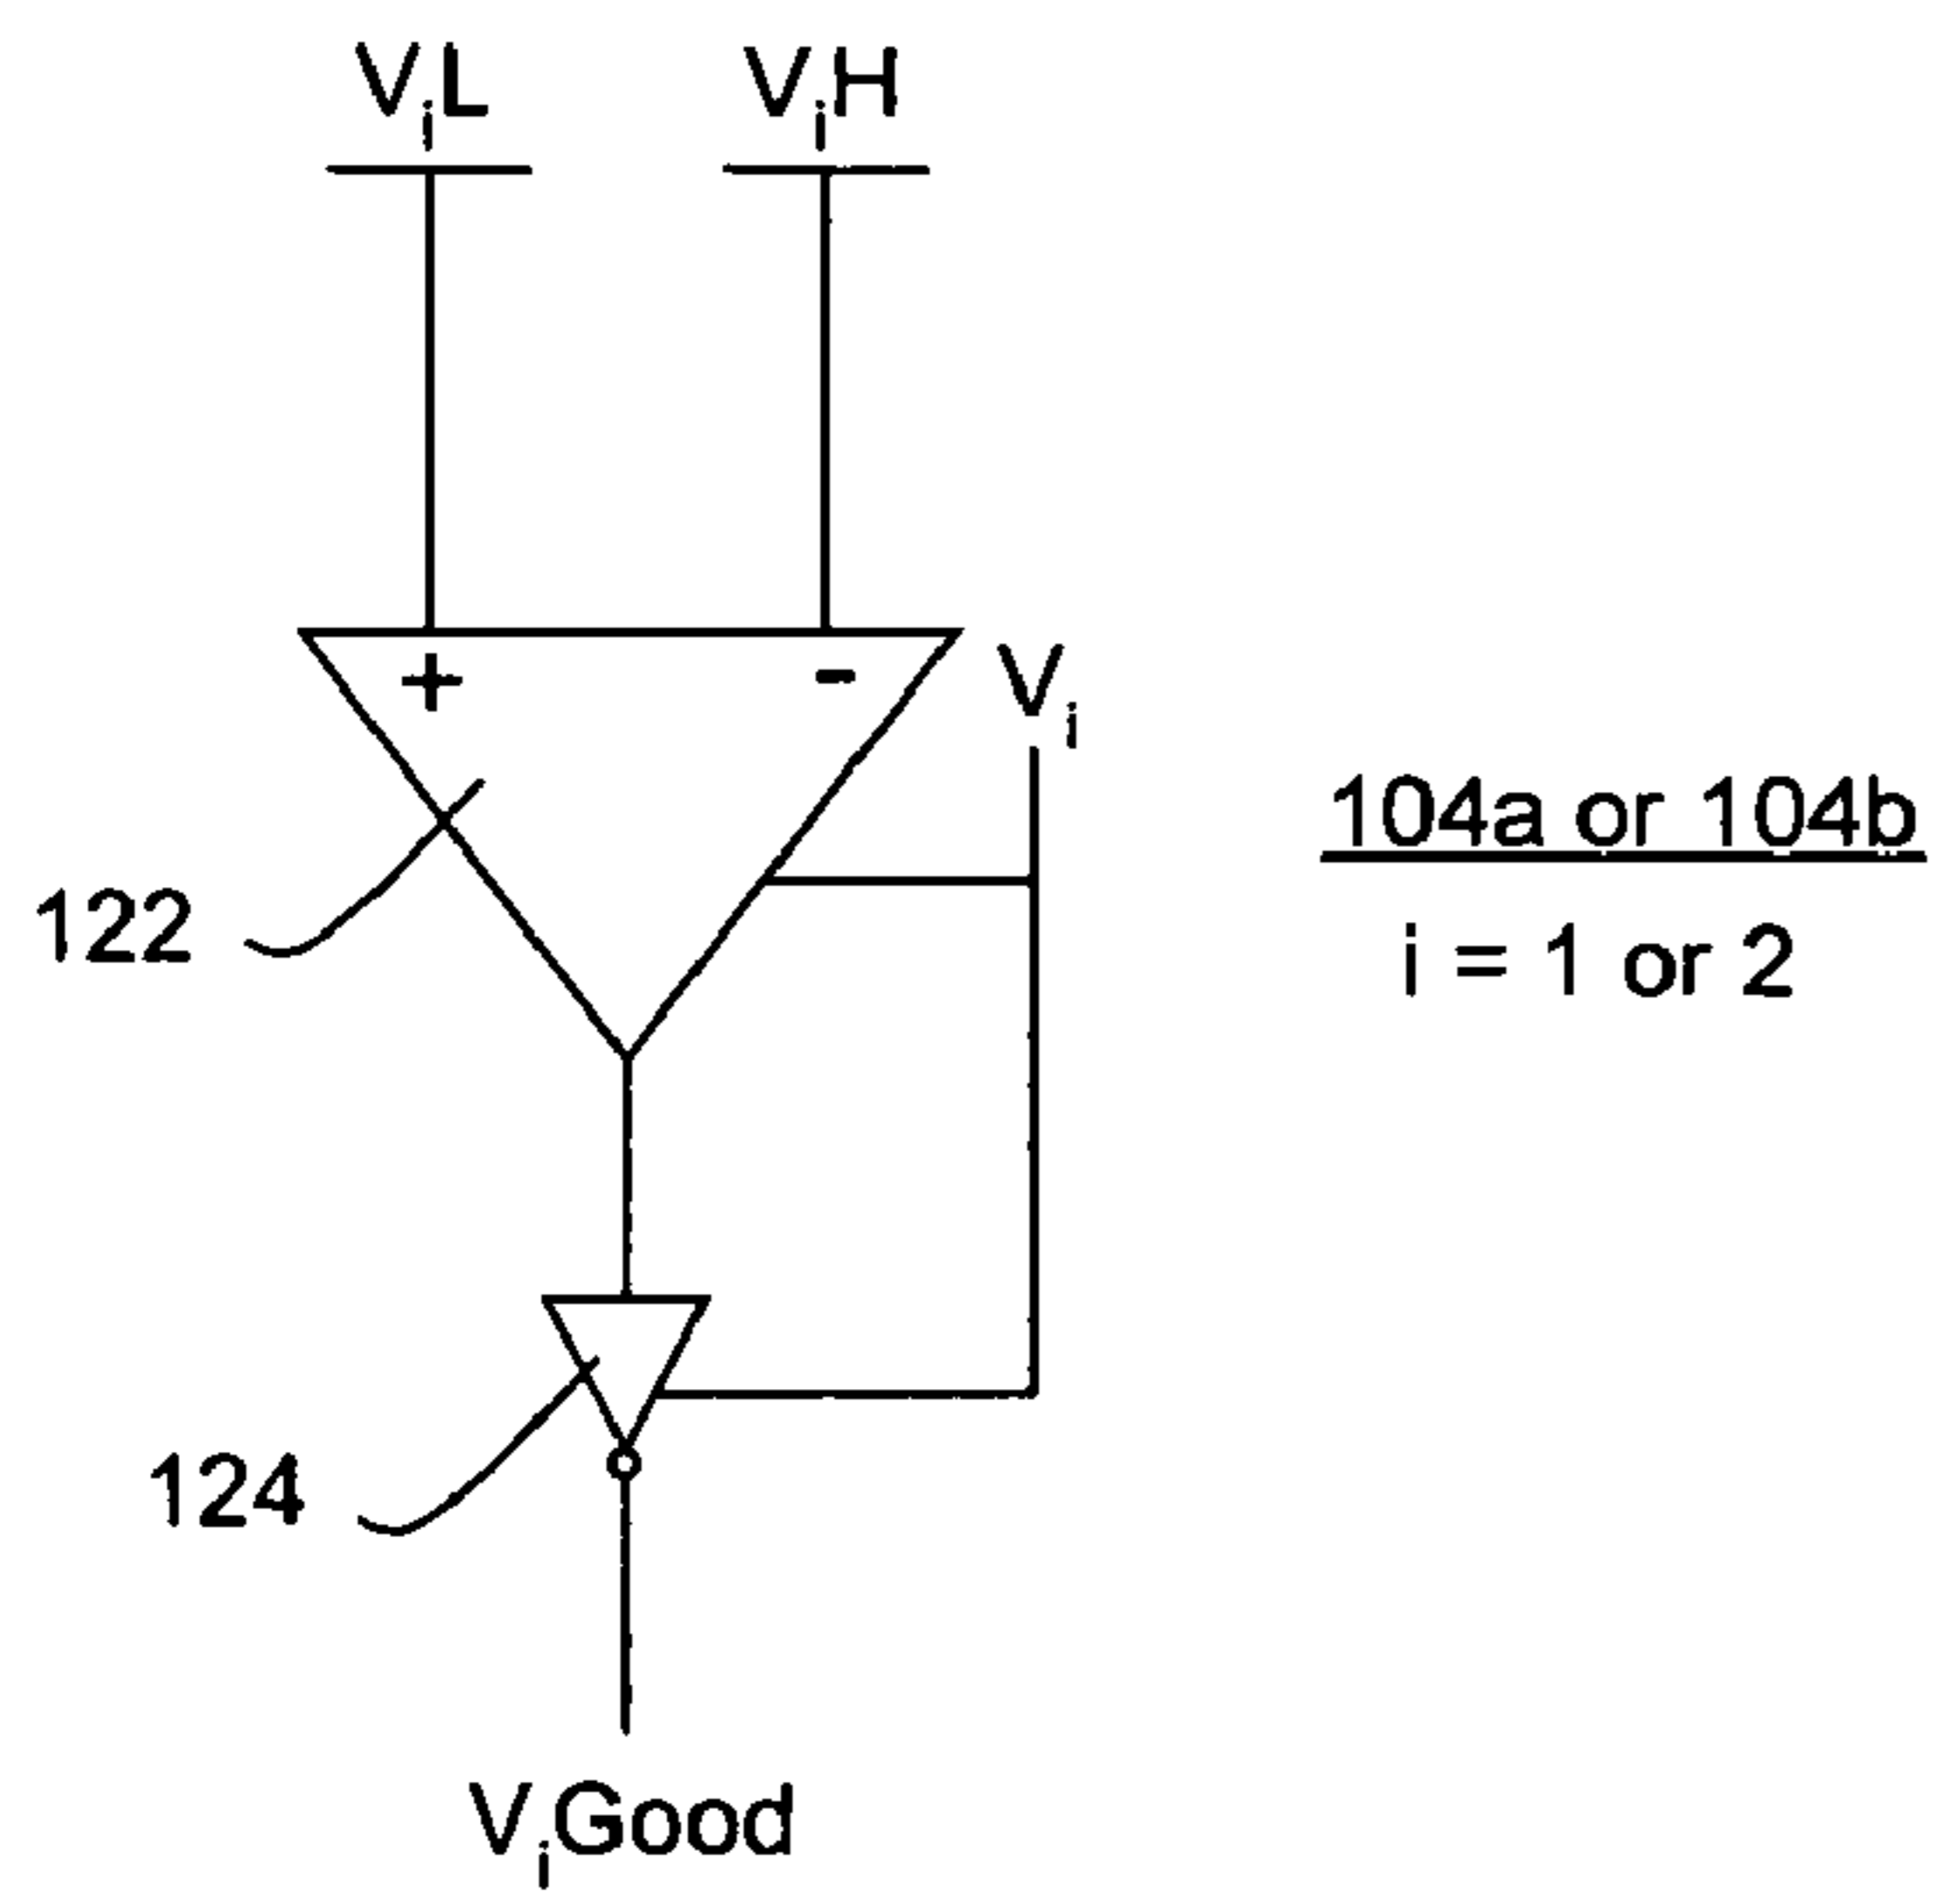 ViL
ViH
+
-
Vi
104a or 104b
i = 1 or 2
122
124
ViGood